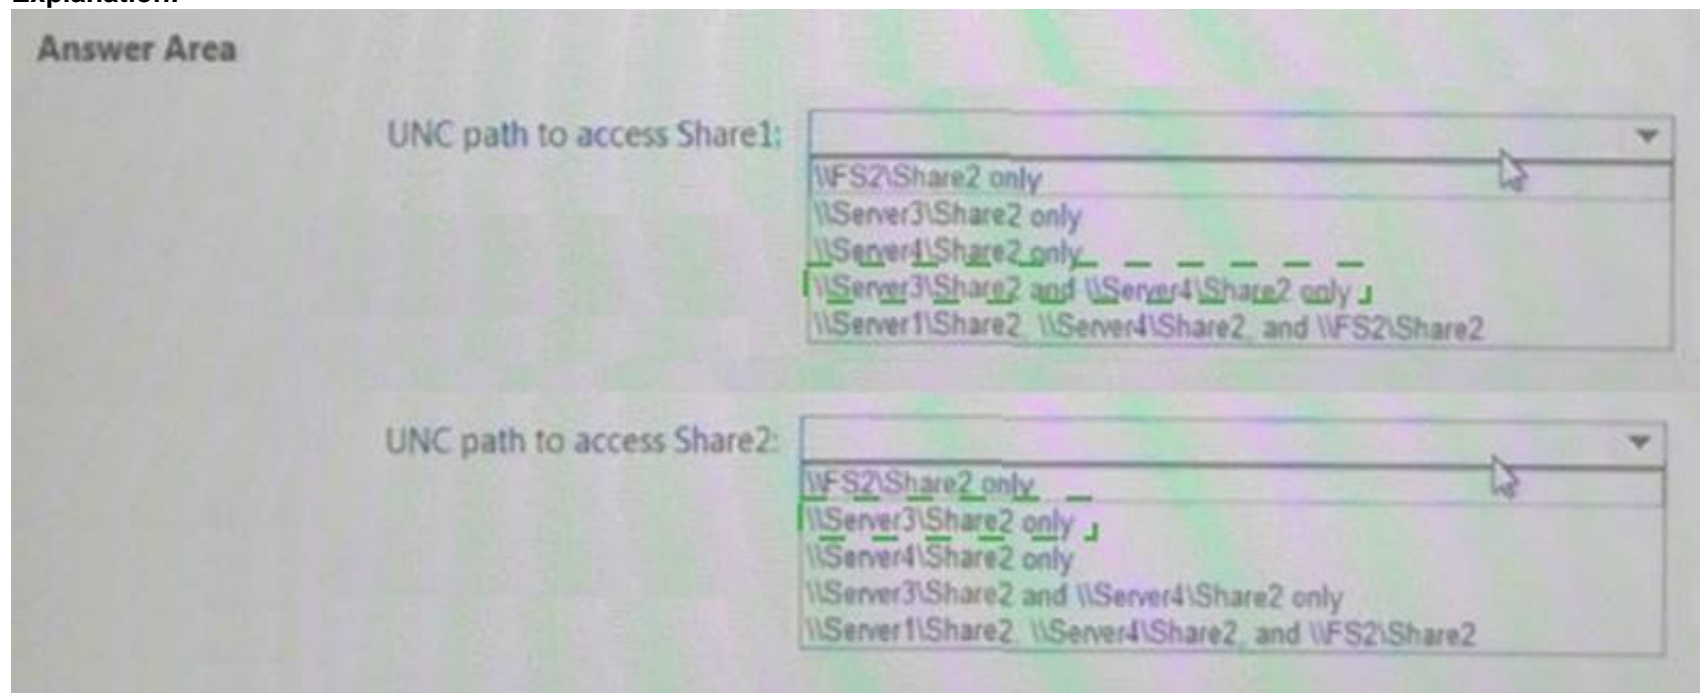 Explanation:
Answer Area
UNC path to access Share1:
\\FS2\Share2 only
\\Server3\Share2 only
\\Server4\Share2 only
\\Server3\Share2 and \\Server4\Share2 only
\\Server1\Share2, \\Server4\Share2, and \\FS2\Share2
UNC path to access Share2:
\\FS2\Share2 only
\\Server3\Share2 only
\\Server4\Share2 only
\\Server3\Share2 and \\Server4\Share2 only
\\Server1\Share2, \\Server4\Share2, and \\FS2\Share2